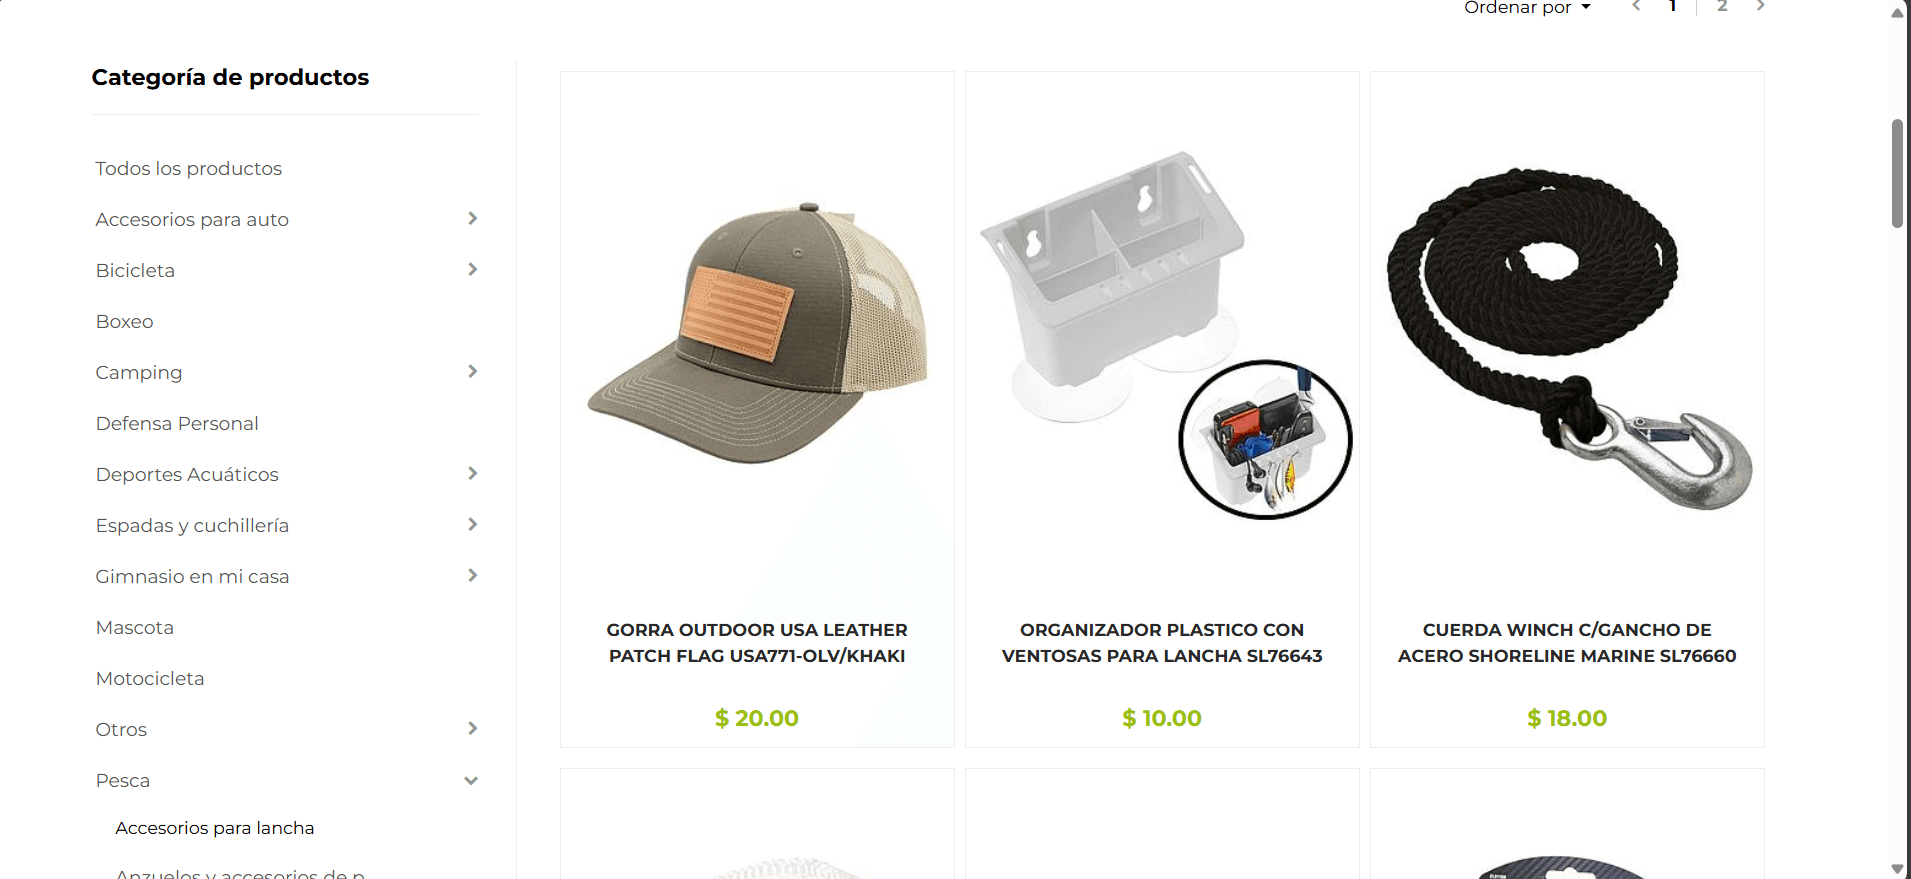 Ordenar por
1
2
Categoría de productos
Todos los productos
Accesorios para auto
Bicicleta
Boxeo
Camping
Defensa Personal
Deportes Acuáticos
Espadas y cuchillería
Gimnasio en mi casa
Mascota
Motocicleta
Otros
Pesca
Accesorios para lancha
Anzuelos y accesorios de p
GORRA OUTDOOR USA LEATHER
PATCH FLAG USA771-OLV/KHAKI
$ 20.00
ORGANIZADOR PLASTICO CON
VENTOSAS PARA LANCHA SL76643
$ 10.00
CUERDA WINCH C/GANCHO DE
ACERO SHORELINE MARINE SL76660
$ 18.00